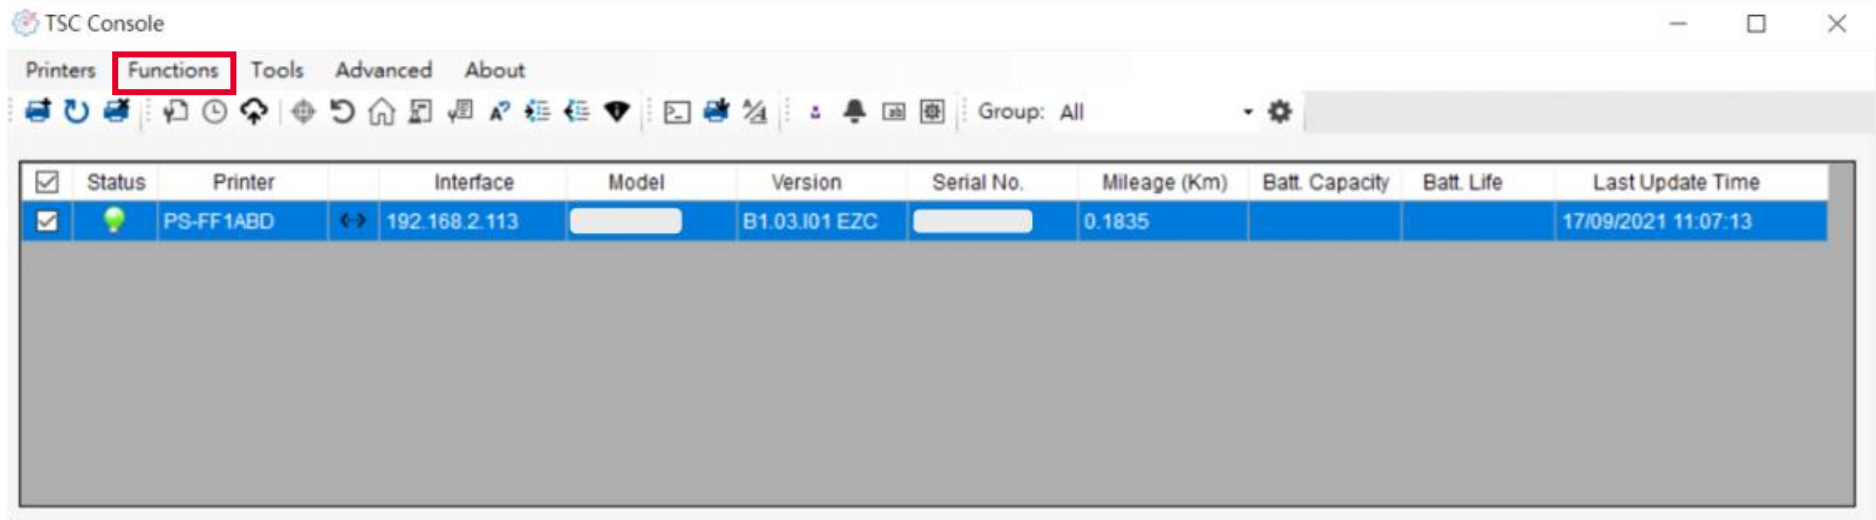 TSC Console
Printers Functions Tools Advanced About
Group: All
Status Printer Interface Model Version Serial No. Mileage (Km) Batt. Capacity Batt. Life Last Update Time
PS-FF1ABD 192.168.2.113 B1.03.I01 EZC 0.1835 17/09/2021 11:07:13